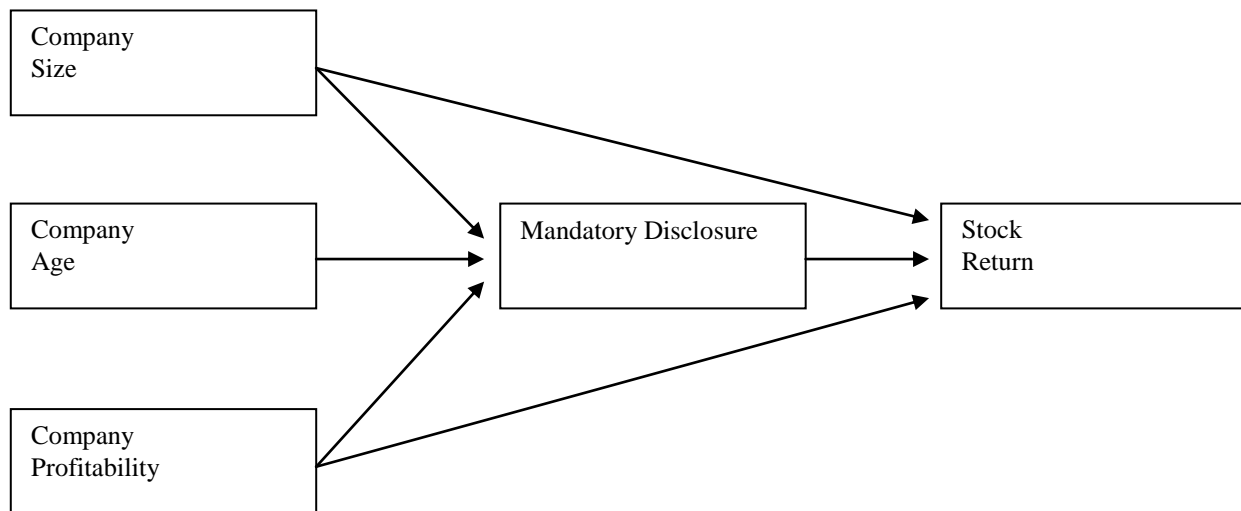 Company
Size
Company
Age
Mandatory Disclosure
Stock
Return
Company
Profitability